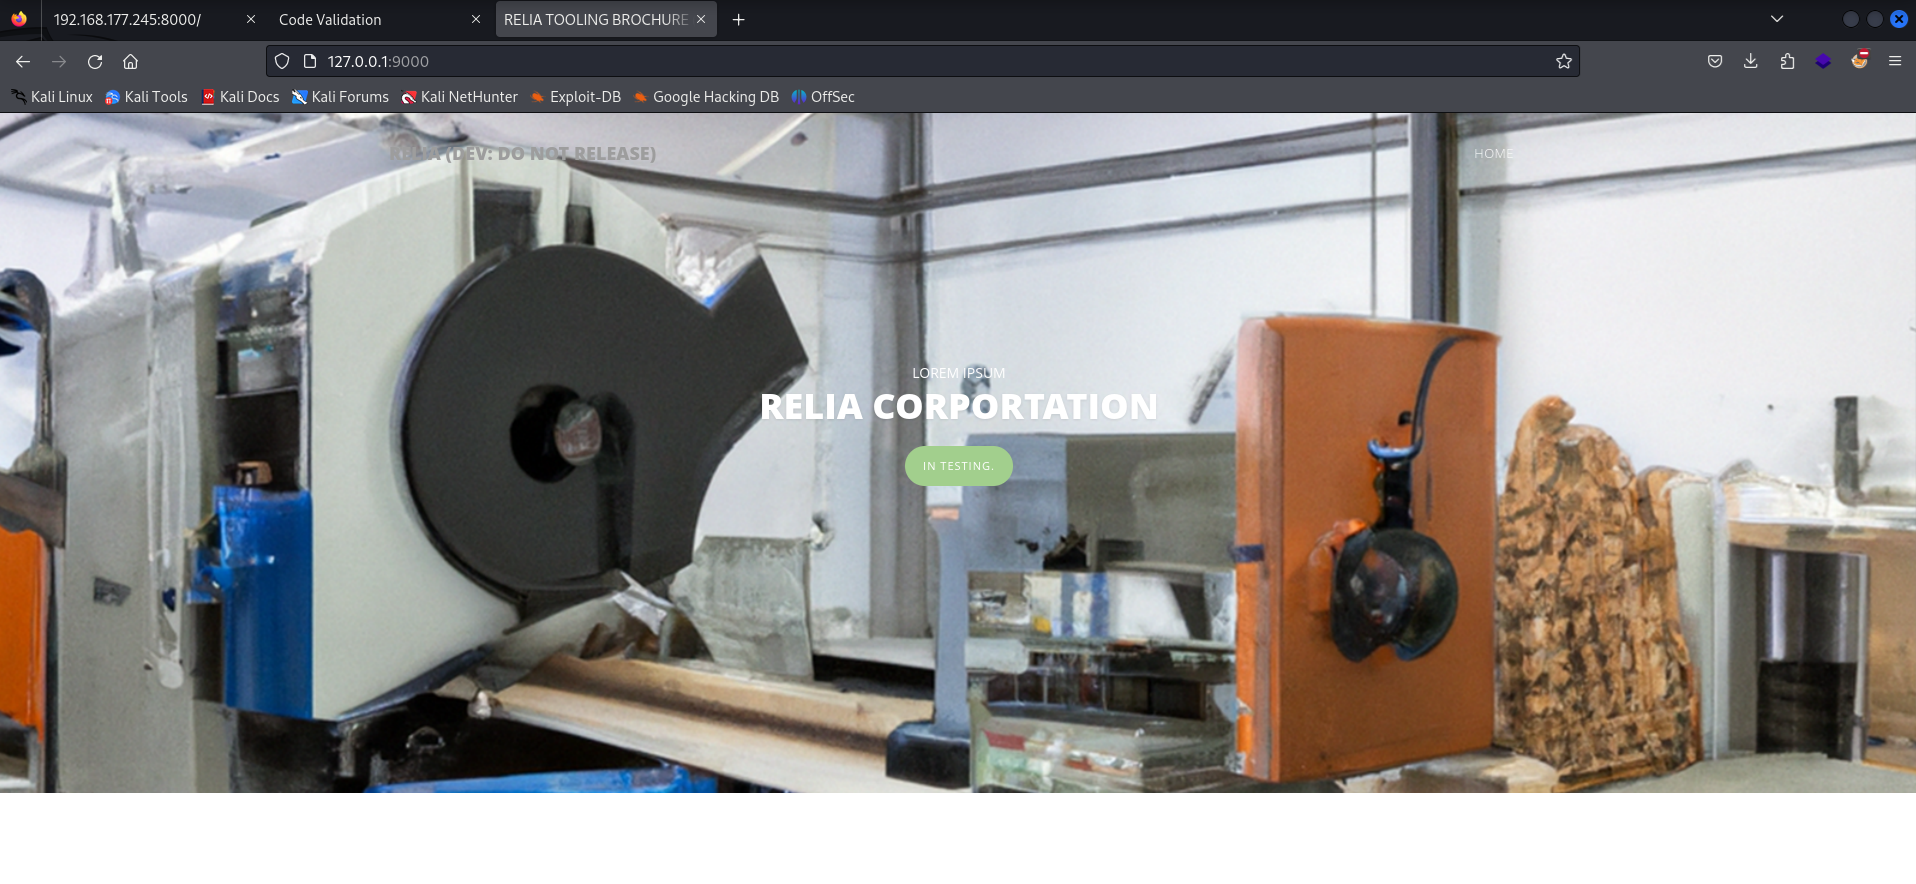 192.168.177.245:8000/
Code Validation
RELIA TOOLING BROCHURE
127.0.0.1:9000
Kali Linux
Kali Tools
Kali Docs
Kali Forums
Kali NetHunter
Exploit-DB
Google Hacking DB
OffSec
RELIA (DEV: DO NOT RELEASE)
HOME
LOREM IPSUM
RELIA CORPORTATION
IN TESTING.